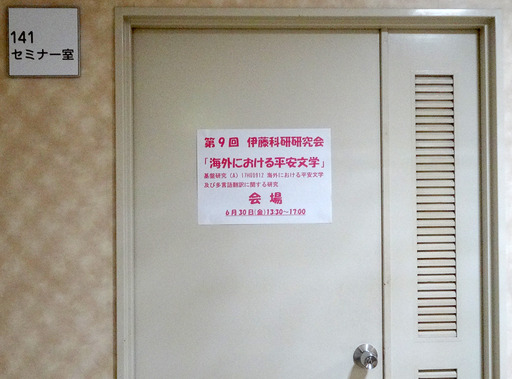 141
セミナー室
第9回 伊藤科研研究会
「海外における平安文学」
基盤研究（A）17H00912 海外における平安文学
及び多言語翻訳に関する研究
会場
6月30日(金)13:30～17:00